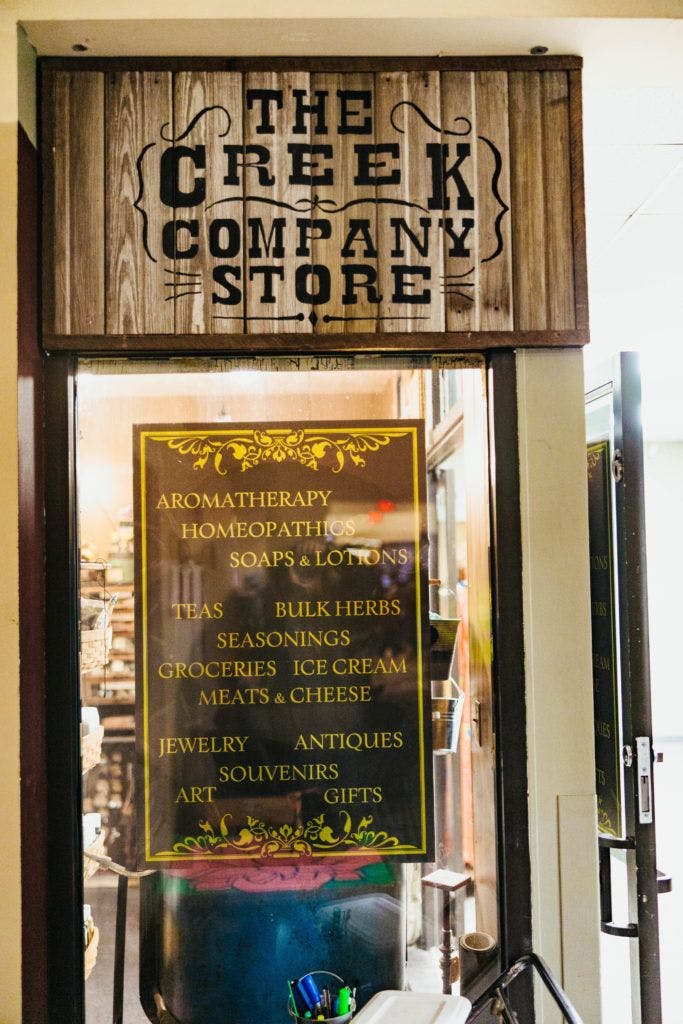 THE
CREEK
COMPANY
STORE
AROMATHERAPY
HOMEOPATHICS
SOAPS & LOTIONS
TEAS BULK HERBS
SEASONINGS
GROCERIES ICE CREAM
MEATS & CHEESE
JEWELRY ANTIQUES
SOUVENIRS
ART GIFTS